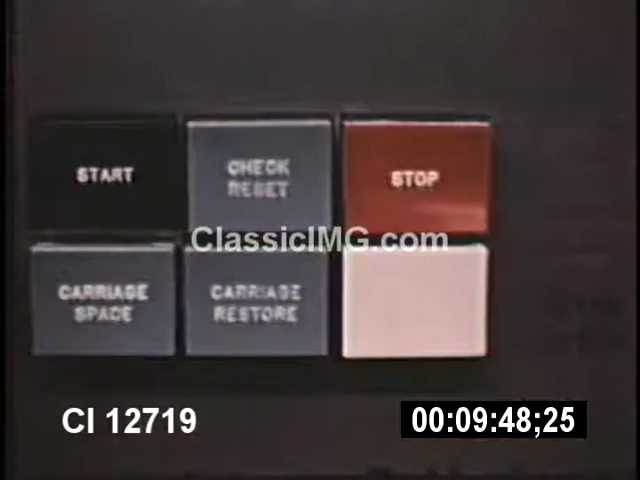 START
CHECK
RESET
STOP
ClassicIMG.com
CARRIAGE
SPACE
CARRIAGE
RESTORE
CI 12719
00:09:48;25